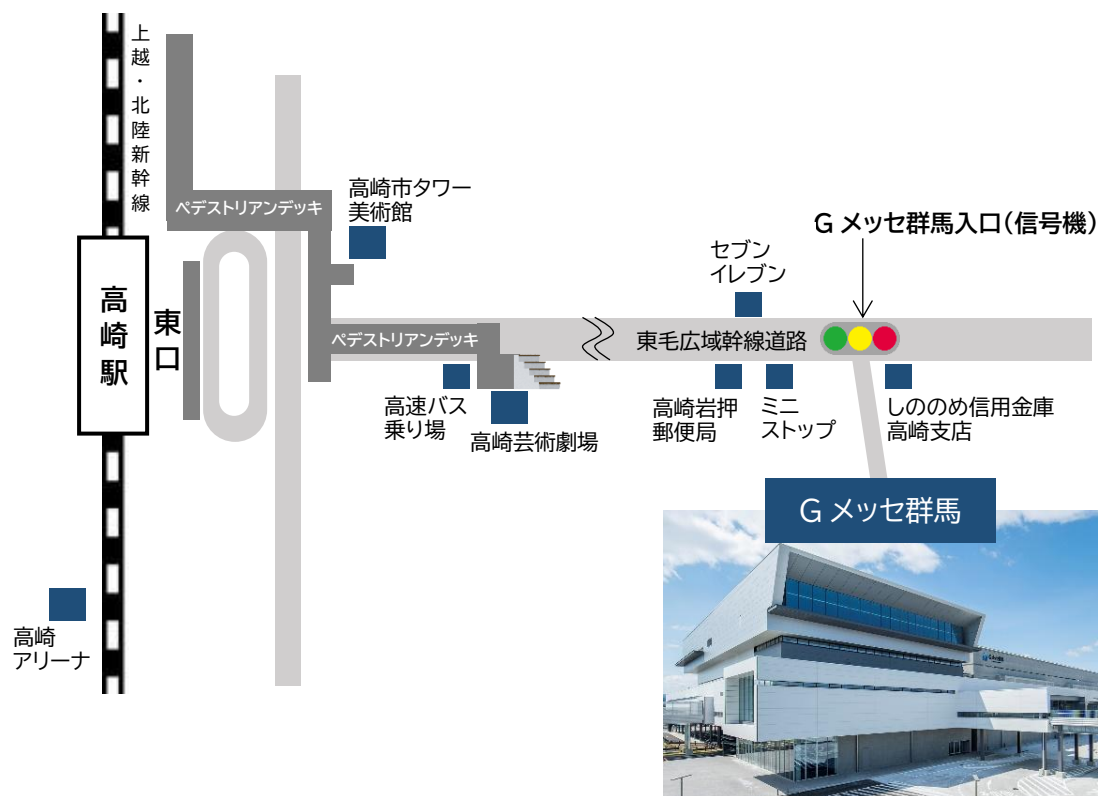 上越・北陸新幹線
ペデストリアンデッキ
高崎市タワー
美術館
高崎駅
東口
セブン
イレブン
G メッセ群馬入口(信号機)
ペデストリアンデッキ
東毛広域幹線道路
高速バス
乗り場
高崎芸術劇場
高崎岩押
郵便局
ミニ
ストップ
しののめ信用金庫
高崎支店
G メッセ群馬
高崎
アリーナ